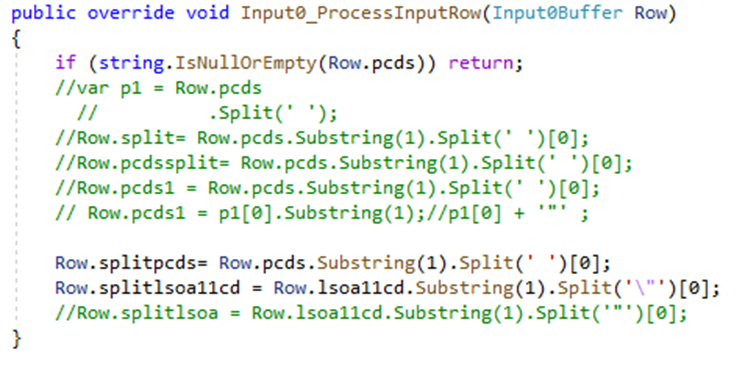 public override void Input0_ProcessInputRow(Input0Buffer Row)
{
if (string.IsNullOrEmpty(Row.pcds)) return;
//var p1 = Row.pcds
// .Split(' ');
//Row.split= Row.pcds.Substring(1).Split(' ')[0];
//Row.pcdssplit= Row.pcds.Substring(1).Split(' ')[0];
//Row.pcds1 = Row.pcds.Substring(1).Split(' ')[0];
// Row.pcds1 = p1[0].Substring(1);//p1[0] + '"' ;
Row.splitpcds= Row.pcds.Substring(1).Split(' ')[0];
Row.splitlsoa11cd = Row.lsoa11cd.Substring(1).Split('\"')[0];
//Row.splitlsoa = Row.lsoa11cd.Substring(1).Split('"')[0];
}